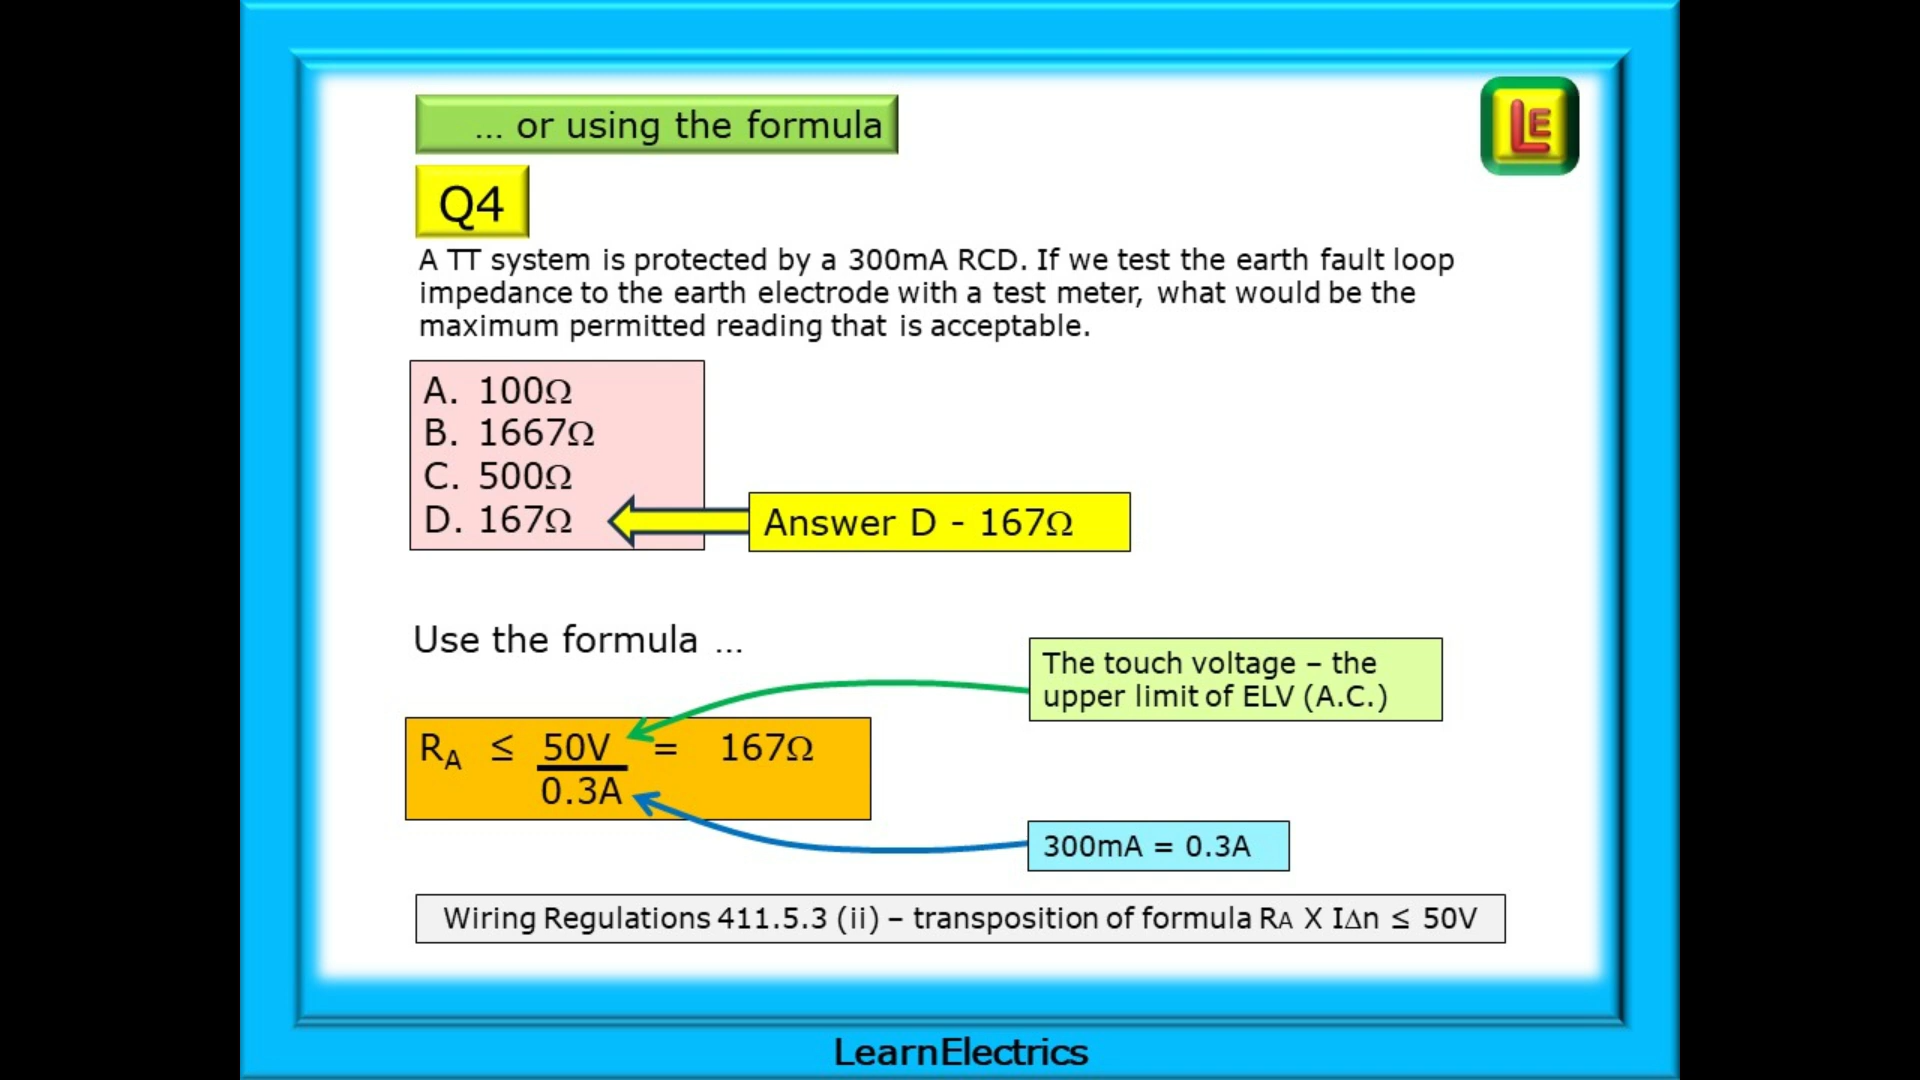 ... or using the formula
LE
Q4
A TT system is protected by a 300mA RCD. If we test the earth fault loop
impedance to the earth electrode with a test meter, what would be the
maximum permitted reading that is acceptable.
A. 100Ω
B. 1667Ω
C. 500Ω
D. 167Ω
Answer D - 167Ω
Use the formula ...
The touch voltage – the
upper limit of ELV (A.C.)
RA ≤ 50V = 167Ω
0.3A
300mA = 0.3A
Wiring Regulations 411.5.3 (ii) – transposition of formula RA X I∆n ≤ 50V
LearnElectrics